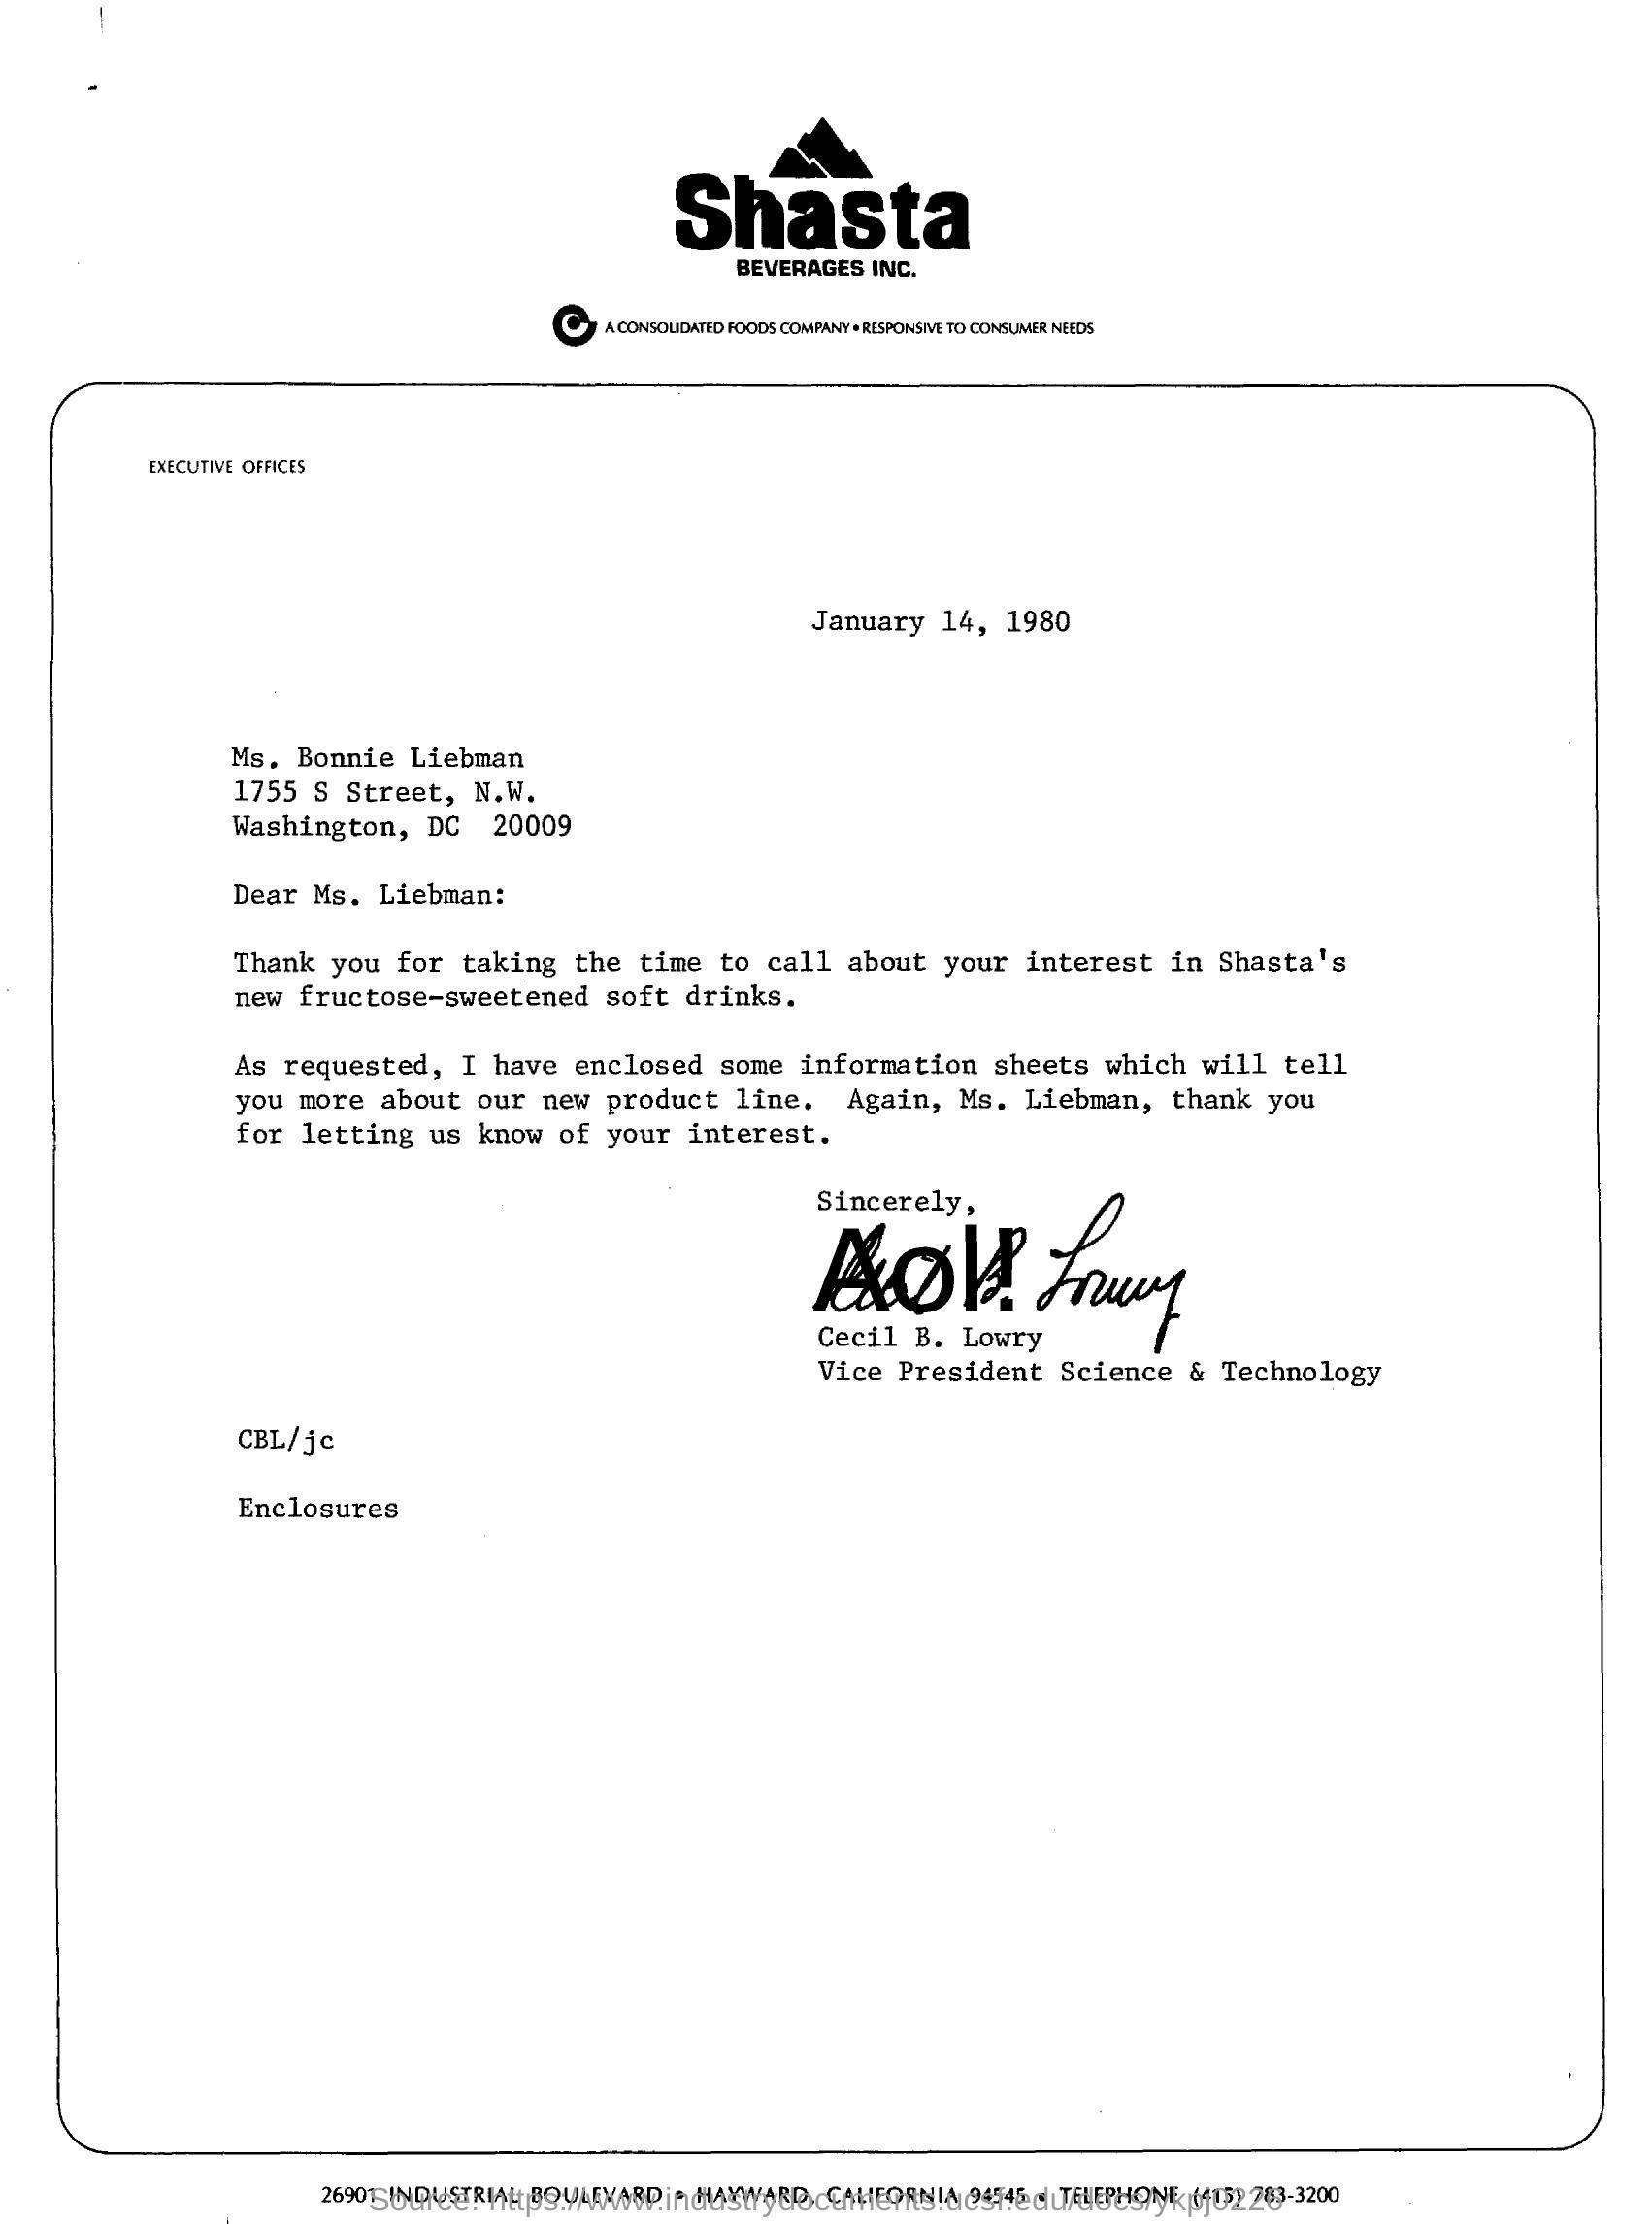 Shasta
BEVERAGES INC.
A CONSOLIDATED FOODS COMPANY • RESPONSIVE TO CONSUMER NEEDS
EXECUTIVE OFFICES
January 14, 1980
Ms. Bonnie Liebman
1755 S Street, N.W.
Washington, DC 20009
Dear Ms. Liebman:
Thank you for taking the time to call about your interest in Shasta's
new fructose-sweetened soft drinks.
As requested, I have enclosed some information sheets which will tell
you more about our new product line. Again, Ms. Liebman, thank you
for letting us know of your interest.
Sincerely,
Lowry
Cecil B. Lowry
Vice President Science & Technology
CBL/jc
Enclosures
26901 INDUSTRIAL BOULEVARD • HAYWARD, CALIFORNIA 94545 • TELEPHONE (415) 783-3200
Source: https://www.industrydocuments.ucsf.edu/docs/ykpj0226